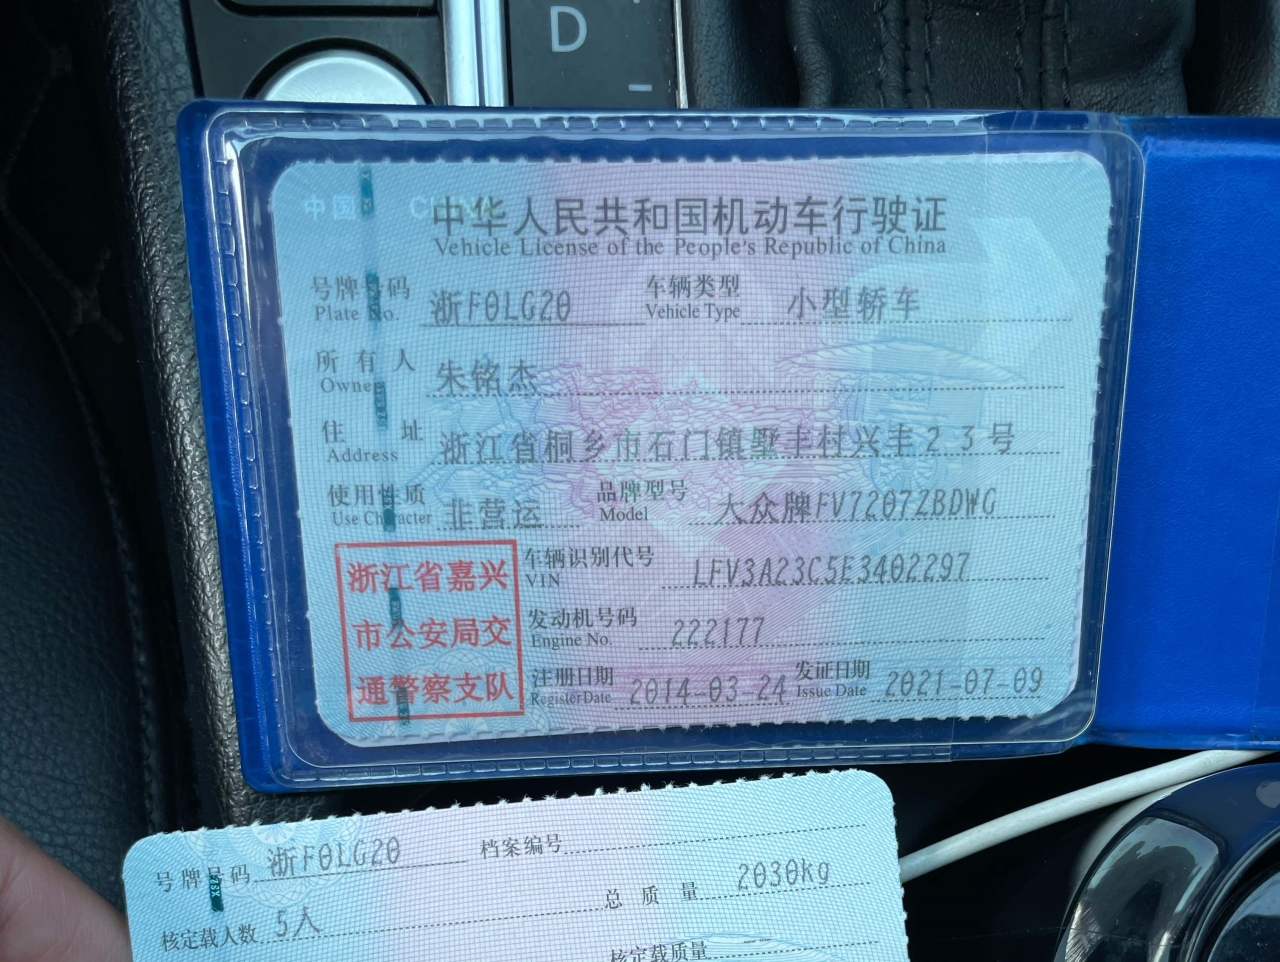 D
中国 CHINA
中华人民共和国机动车行驶证
Vehicle License of the People's Republic of China
号牌号码 浙F0LG20 车辆类型 小型轿车
Plate No. Vehicle Type
所有人 朱铭杰
Owner
住址 浙江省桐乡市石门镇墅丰村兴丰23号
Address
使用性质 非营运 品牌型号 大众牌FV7207ZBDWG
Use Character Model
浙江省嘉兴
市公安局交
通警察支队
车辆识别代号 LFV3A23C5E3402297
VIN
发动机号码 222177
Engine No.
注册日期 2014-03-24 发证日期 2021-07-09
Register Date Issue Date
号牌号码 浙F0LG20 档案编号
核定载人数 5人 总质量 2030kg
核定载质量